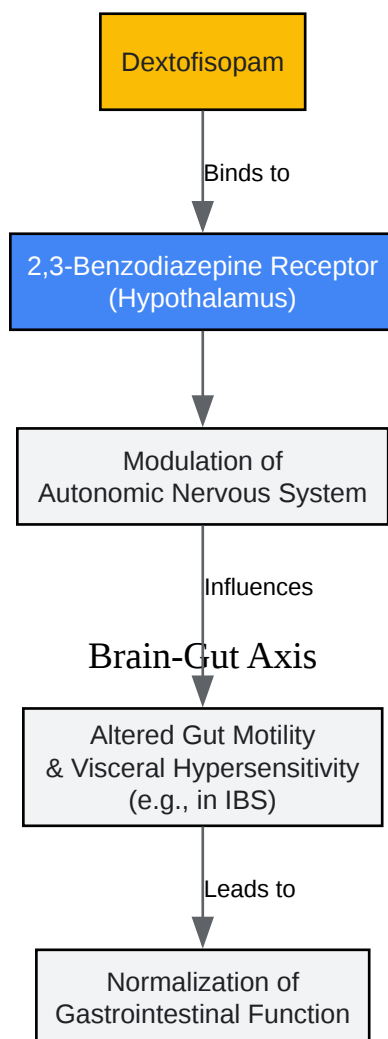 Dextofisopam
Binds to
2,3-Benzodiazepine Receptor
(Hypothalamus)
Modulation of
Autonomic Nervous System
Influences
Brain-Gut Axis
Altered Gut Motility
& Visceral Hypersensitivity
(e.g., in IBS)
Leads to
Normalization of
Gastrointestinal Function